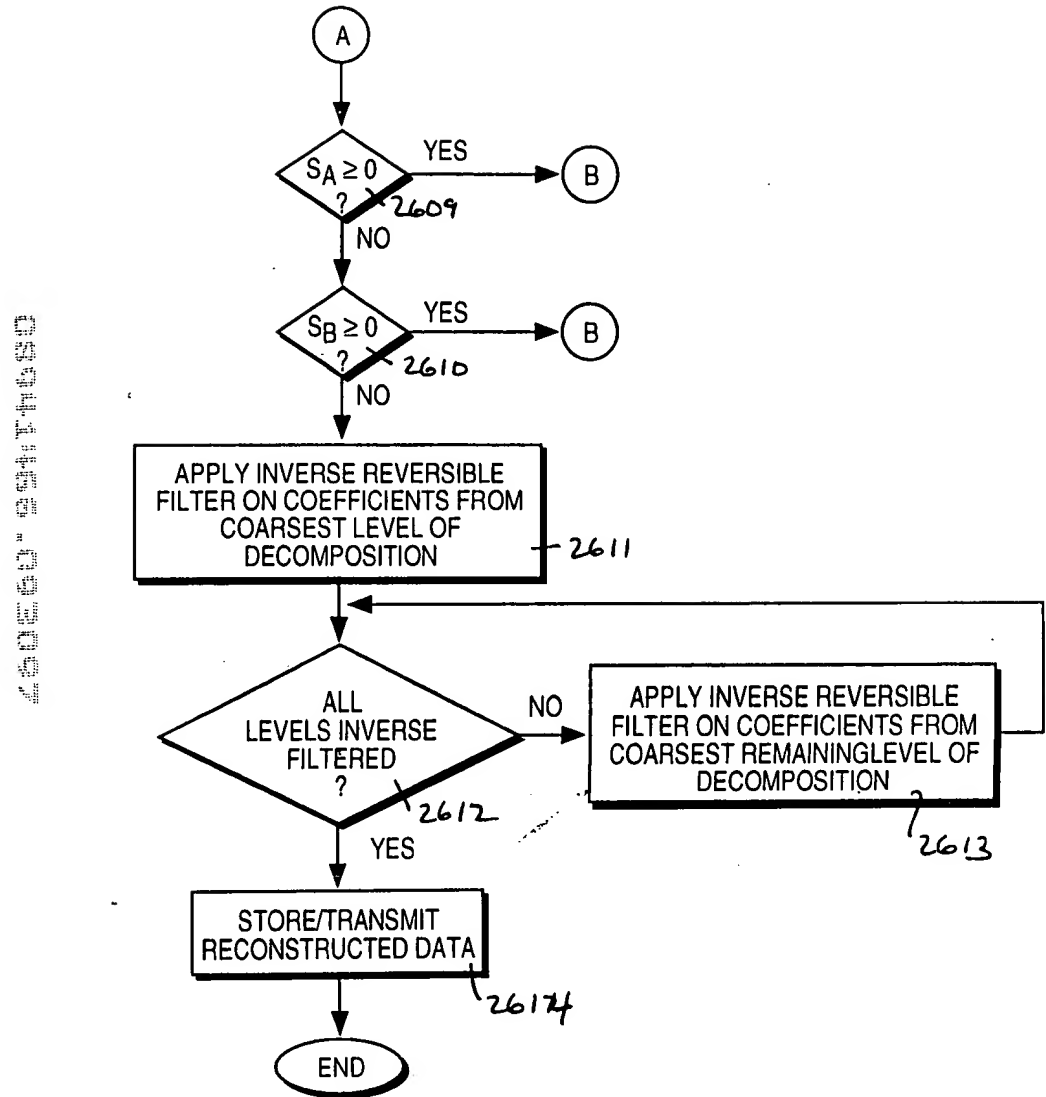 A
S_A ≥ 0
?
2609
YES
B
NO
S_B ≥ 0
?
2610
YES
B
NO
APPLY INVERSE REVERSIBLE
FILTER ON COEFFICIENTS FROM
COARSEST LEVEL OF
DECOMPOSITION
2611
ALL
LEVELS INVERSE
FILTERED
?
2612
NO
APPLY INVERSE REVERSIBLE
FILTER ON COEFFICIENTS FROM
COARSEST REMAININGLEVEL OF
DECOMPOSITION
2613
YES
STORE/TRANSMIT
RECONSTRUCTED DATA
END